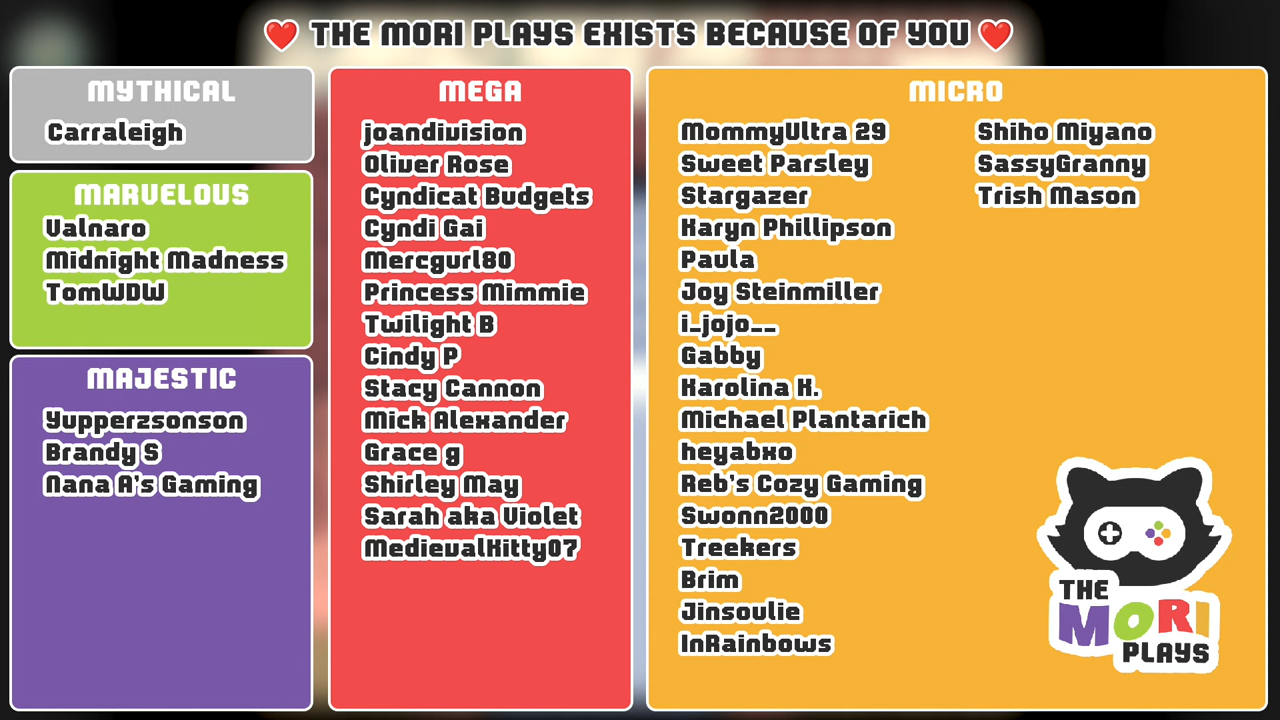 THE MORI PLAYS EXISTS BECAUSE OF YOU
MYTHICAL
Carraleigh
MARVELOUS
Valnaro
Midnight Madness
TomWDW
MAJESTIC
Yupperzsonson
Brandy S
Nana A's Gaming
MEGA
joandivision
Oliver Rose
Cyndicat Budgets
Cyndi Gai
Mercgurl80
Princess Mimmie
Twilight B
Cindy P
Stacy Cannon
Mick Alexander
Grace g
Shirley May
Sarah aka Violet
MedievalKitty07
MICRO
MommyUltra 29
Sweet Parsley
Stargazer
Karyn Phillipson
Paula
Joy Steinmiller
i_jojo__
Gabby
Karolina K.
Michael Plantarich
heyabxo
Reb's Cozy Gaming
Swonn2000
Treekers
Brim
Jinsoulie
InRainbows
Shiho Miyano
SassyGranny
Trish Mason
THE
MORI
PLAYS